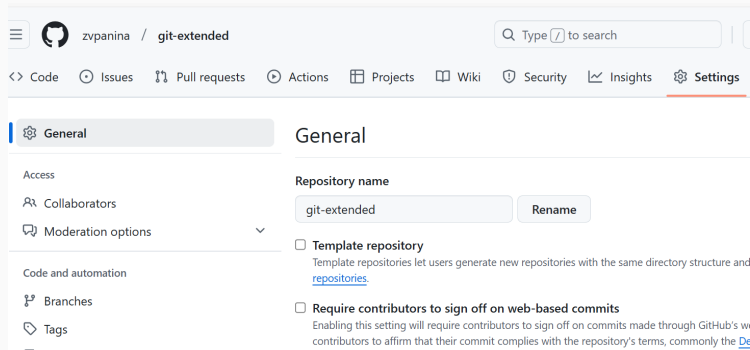 zvpanina / git-extended
Type / to search
Code Issues Pull requests Actions Projects Wiki Security Insights Settings
General
Access
Collaborators
Moderation options
Code and automation
Branches
Tags
General
Repository name
git-extended Rename
Template repository
Template repositories let users generate new repositories with the same directory structure and
repositories.
Require contributors to sign off on web-based commits
Enabling this setting will require contributors to sign off on commits made through GitHub's
contributors to affirm that their commit complies with the repository's terms, commonly the